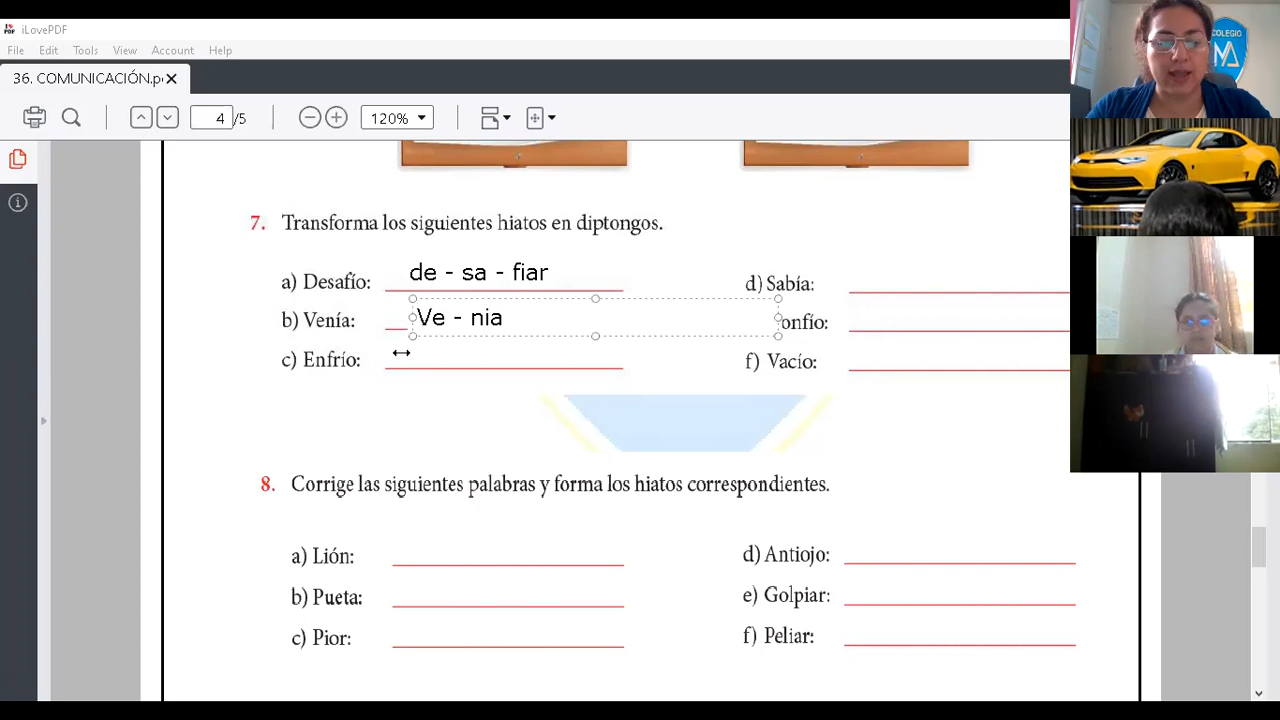 iLovePDF
File Edit Tools View Account Help
36. COMUNICACIÓN.p
COLEGIO
4 /5 120%
7. Transforma los siguientes hiatos en diptongos.
a) Desafío: de - sa - fiar d) Sabía:
b) Venía: Ve - nia onfío:
c) Enfrío: f) Vacío:
8. Corrige las siguientes palabras y forma los hiatos correspondientes.
a) Lión: d) Antiojo:
b) Pueta: e) Golpiar:
c) Pior: f) Peliar: